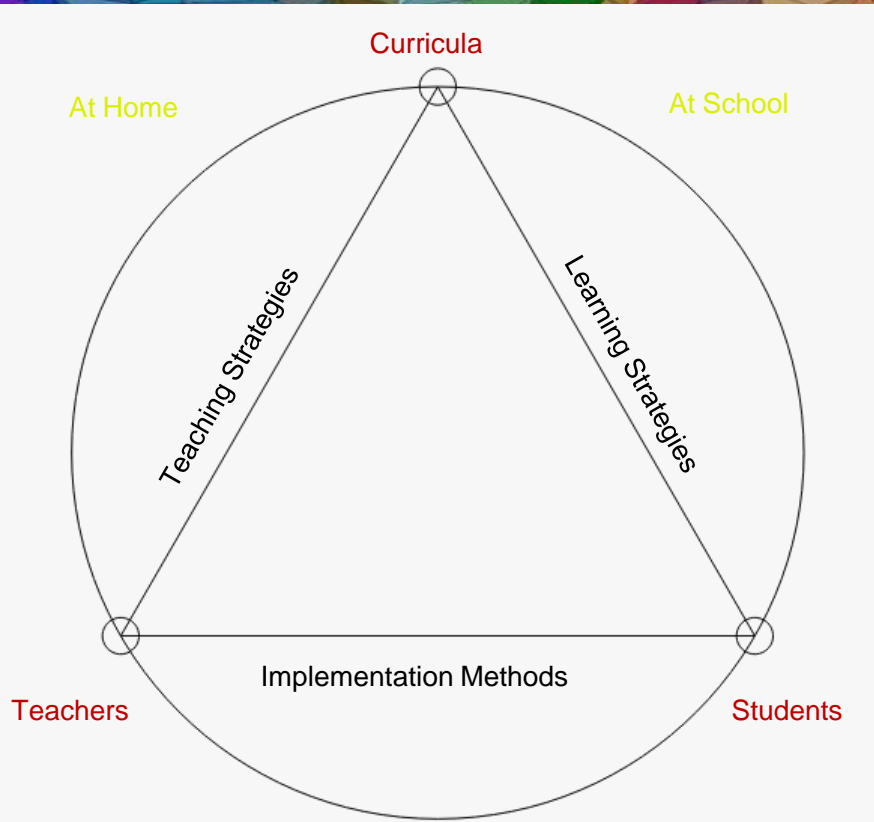 Curricula
At Home
At School
Teaching Strategies
Learning Strategies
Implementation Methods
Teachers
Students